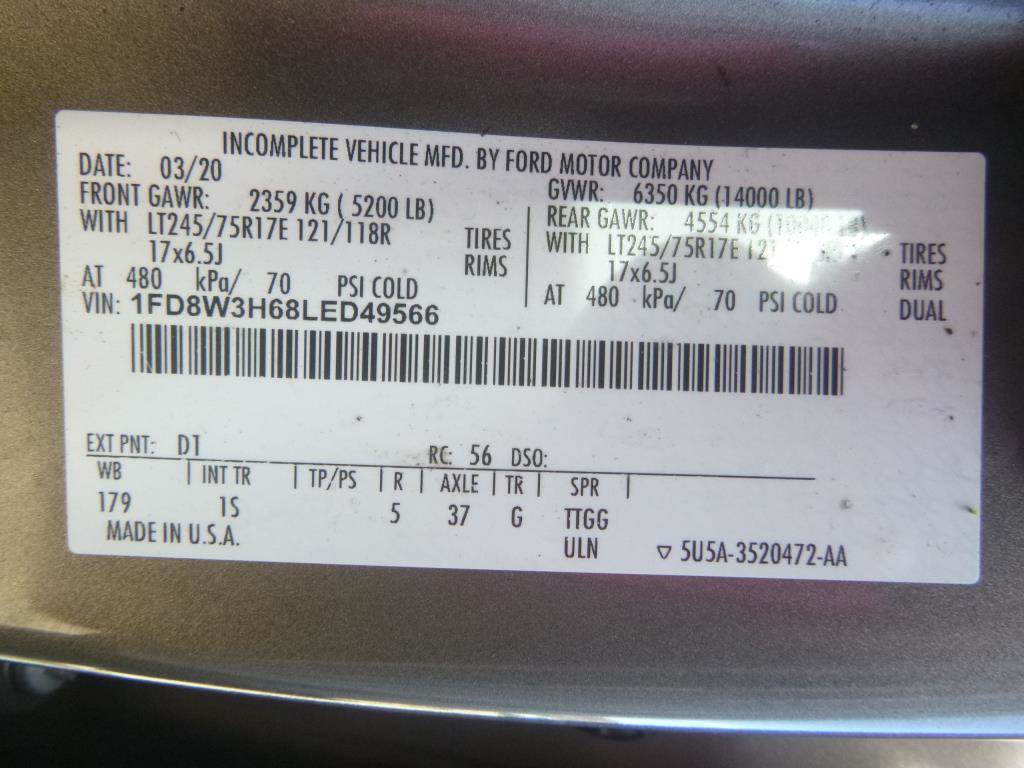 INCOMPLETE VEHICLE MFD. BY FORD MOTOR COMPANY
DATE: 03/20 GVWR: 6350 KG (14000 LB)
FRONT GAWR: 2359 KG ( 5200 LB) REAR GAWR: 4554 KG
WITH LT245/75R17E 121/118R TIRES WITH LT245/75R17E TIRES
17x6.5J RIMS 17x6.5J RIMS
AT 480 kPa/ 70 PSI COLD AT 480 kPa/ 70 PSI COLD DUAL
VIN: 1FD8W3H68LED49566
EXT PNT: D1 RC: 56 DSO:
WB | INT TR | TP/PS | R | AXLE | TR | SPR |
179 1S 5 37 G TTGG
MADE IN U.S.A. ULN ▽ 5U5A-3520472-AA